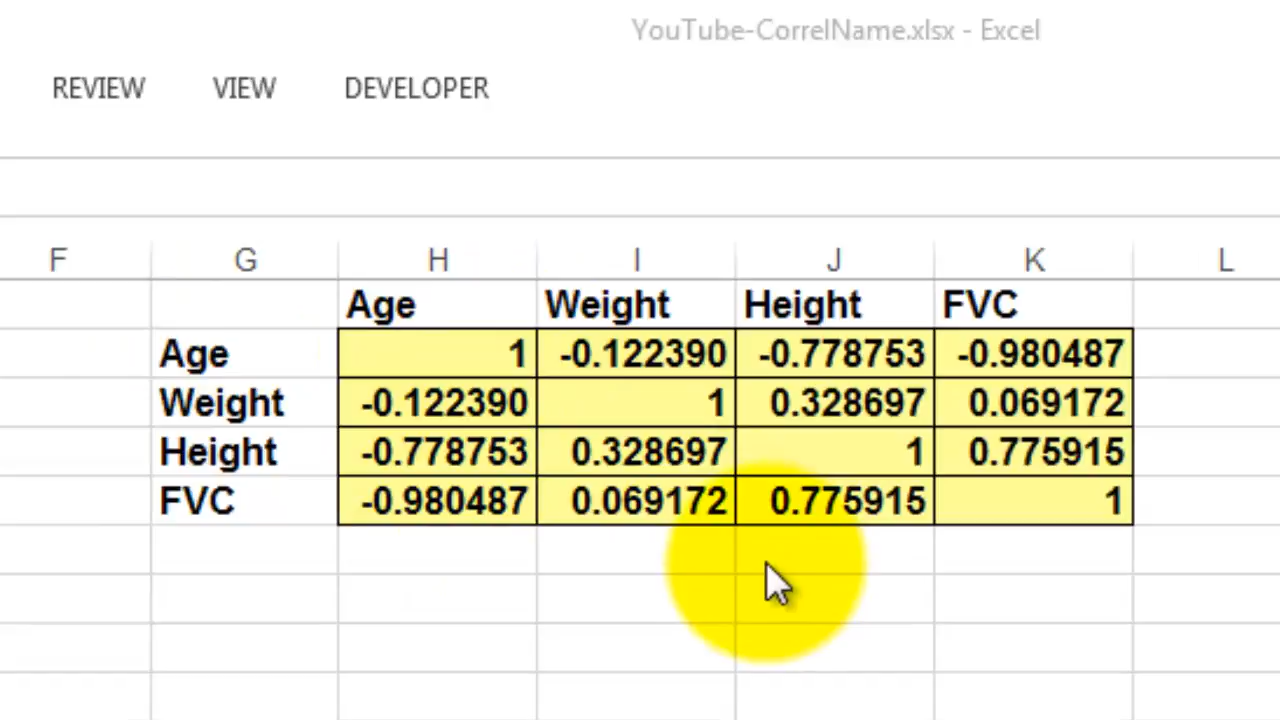 YouTube-CorrelName.xlsx - Excel
REVIEW VIEW DEVELOPER
F G H I J K L
Age Weight Height FVC
Age 1 -0.122390 -0.778753 -0.980487
Weight -0.122390 1 0.328697 0.069172
Height -0.778753 0.328697 1 0.775915
FVC -0.980487 0.069172 0.775915 1